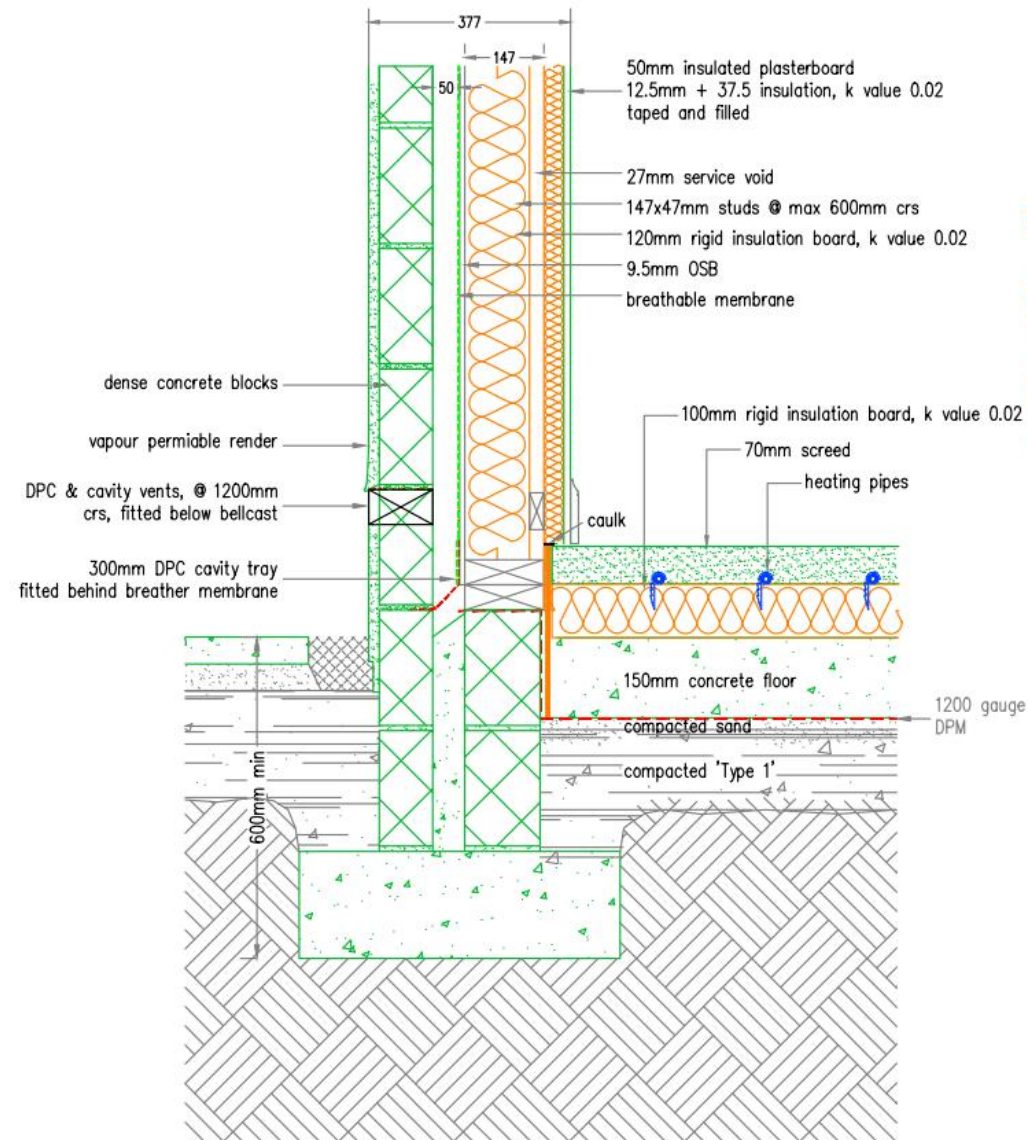 377
147
50
50mm insulated plasterboard
12.5mm + 37.5 insulation, k value 0.02
taped and filled
27mm service void
147x47mm studs @ max 600mm crs
120mm rigid insulation board, k value 0.02
9.5mm OSB
breathable membrane
dense concrete blocks
vapour permiable render
DPC & cavity vents, @ 1200mm
crs, fitted below bellcast
300mm DPC cavity tray
fitted behind breather membrane
100mm rigid insulation board, k value 0.02
70mm screed
heating pipes
caulk
150mm concrete floor
1200 gauge
DPM
compacted sand
compacted 'Type 1'
600mm min